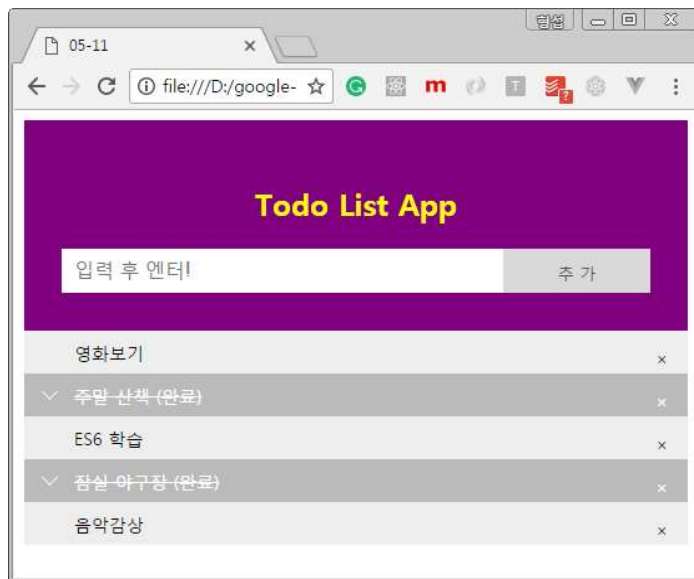 형섭
05-11
file:///D:/google-
Todo List App
입력 후 엔터!
추 가
영화보기
주말 산책 (완료)
ES6 학습
잠실 야구장 (완료)
음악감상